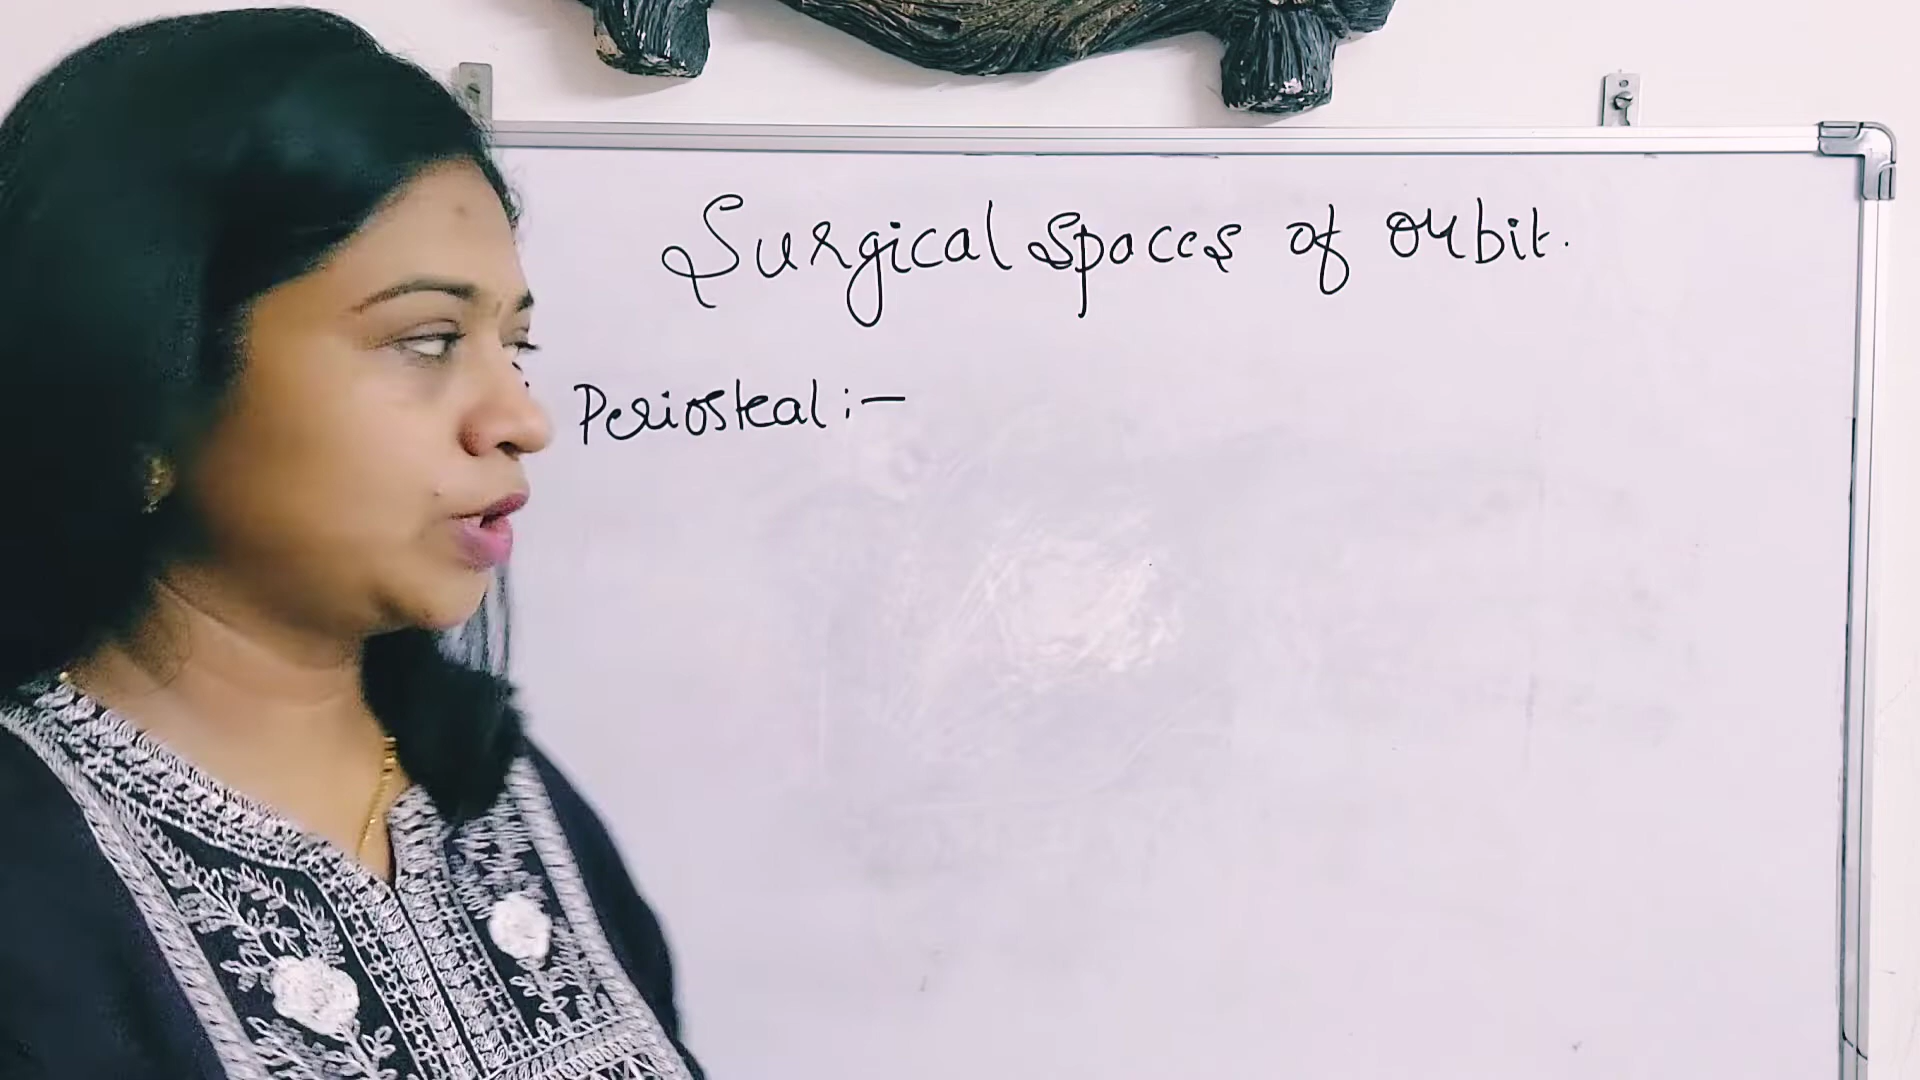 Surgical Spaces of orbit.
Periosteal :-